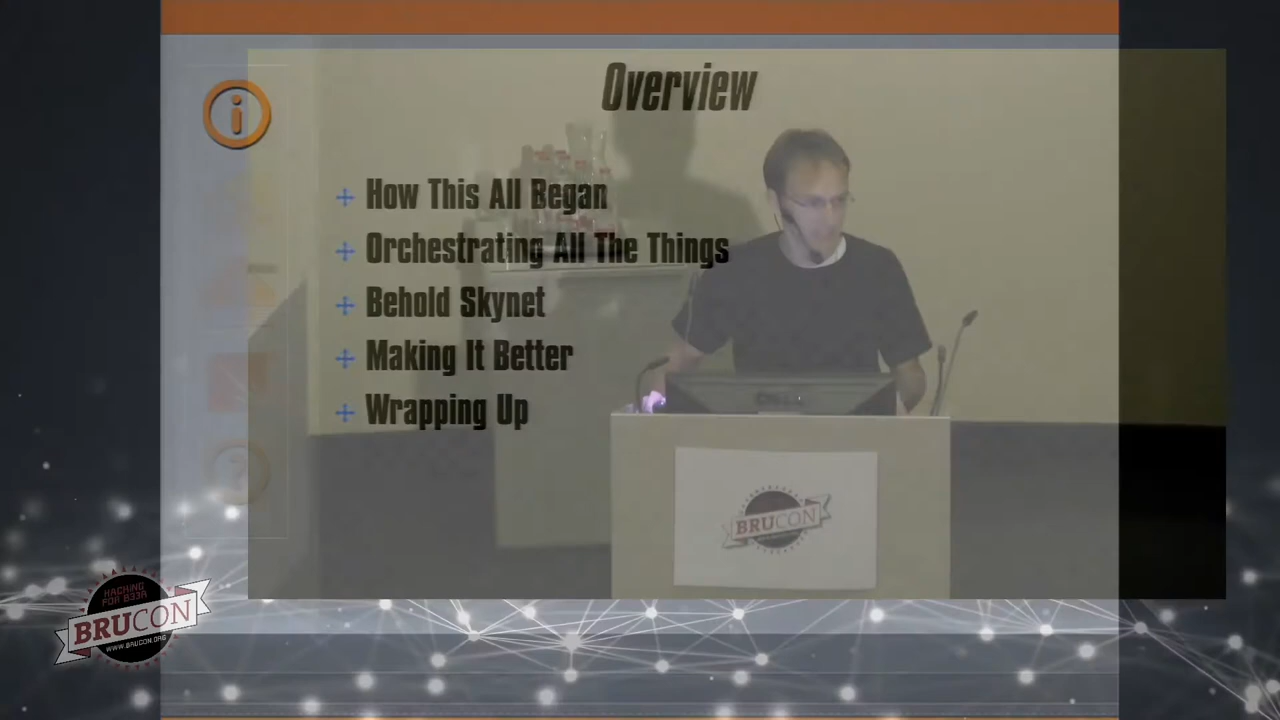 Overview
How This All Began
Orchestrating All The Things
Behold Skynet
Making It Better
Wrapping Up
DELL
BRUCON
HACKING
FOR B33R
BRUCON
WWW.BRUCON.ORG